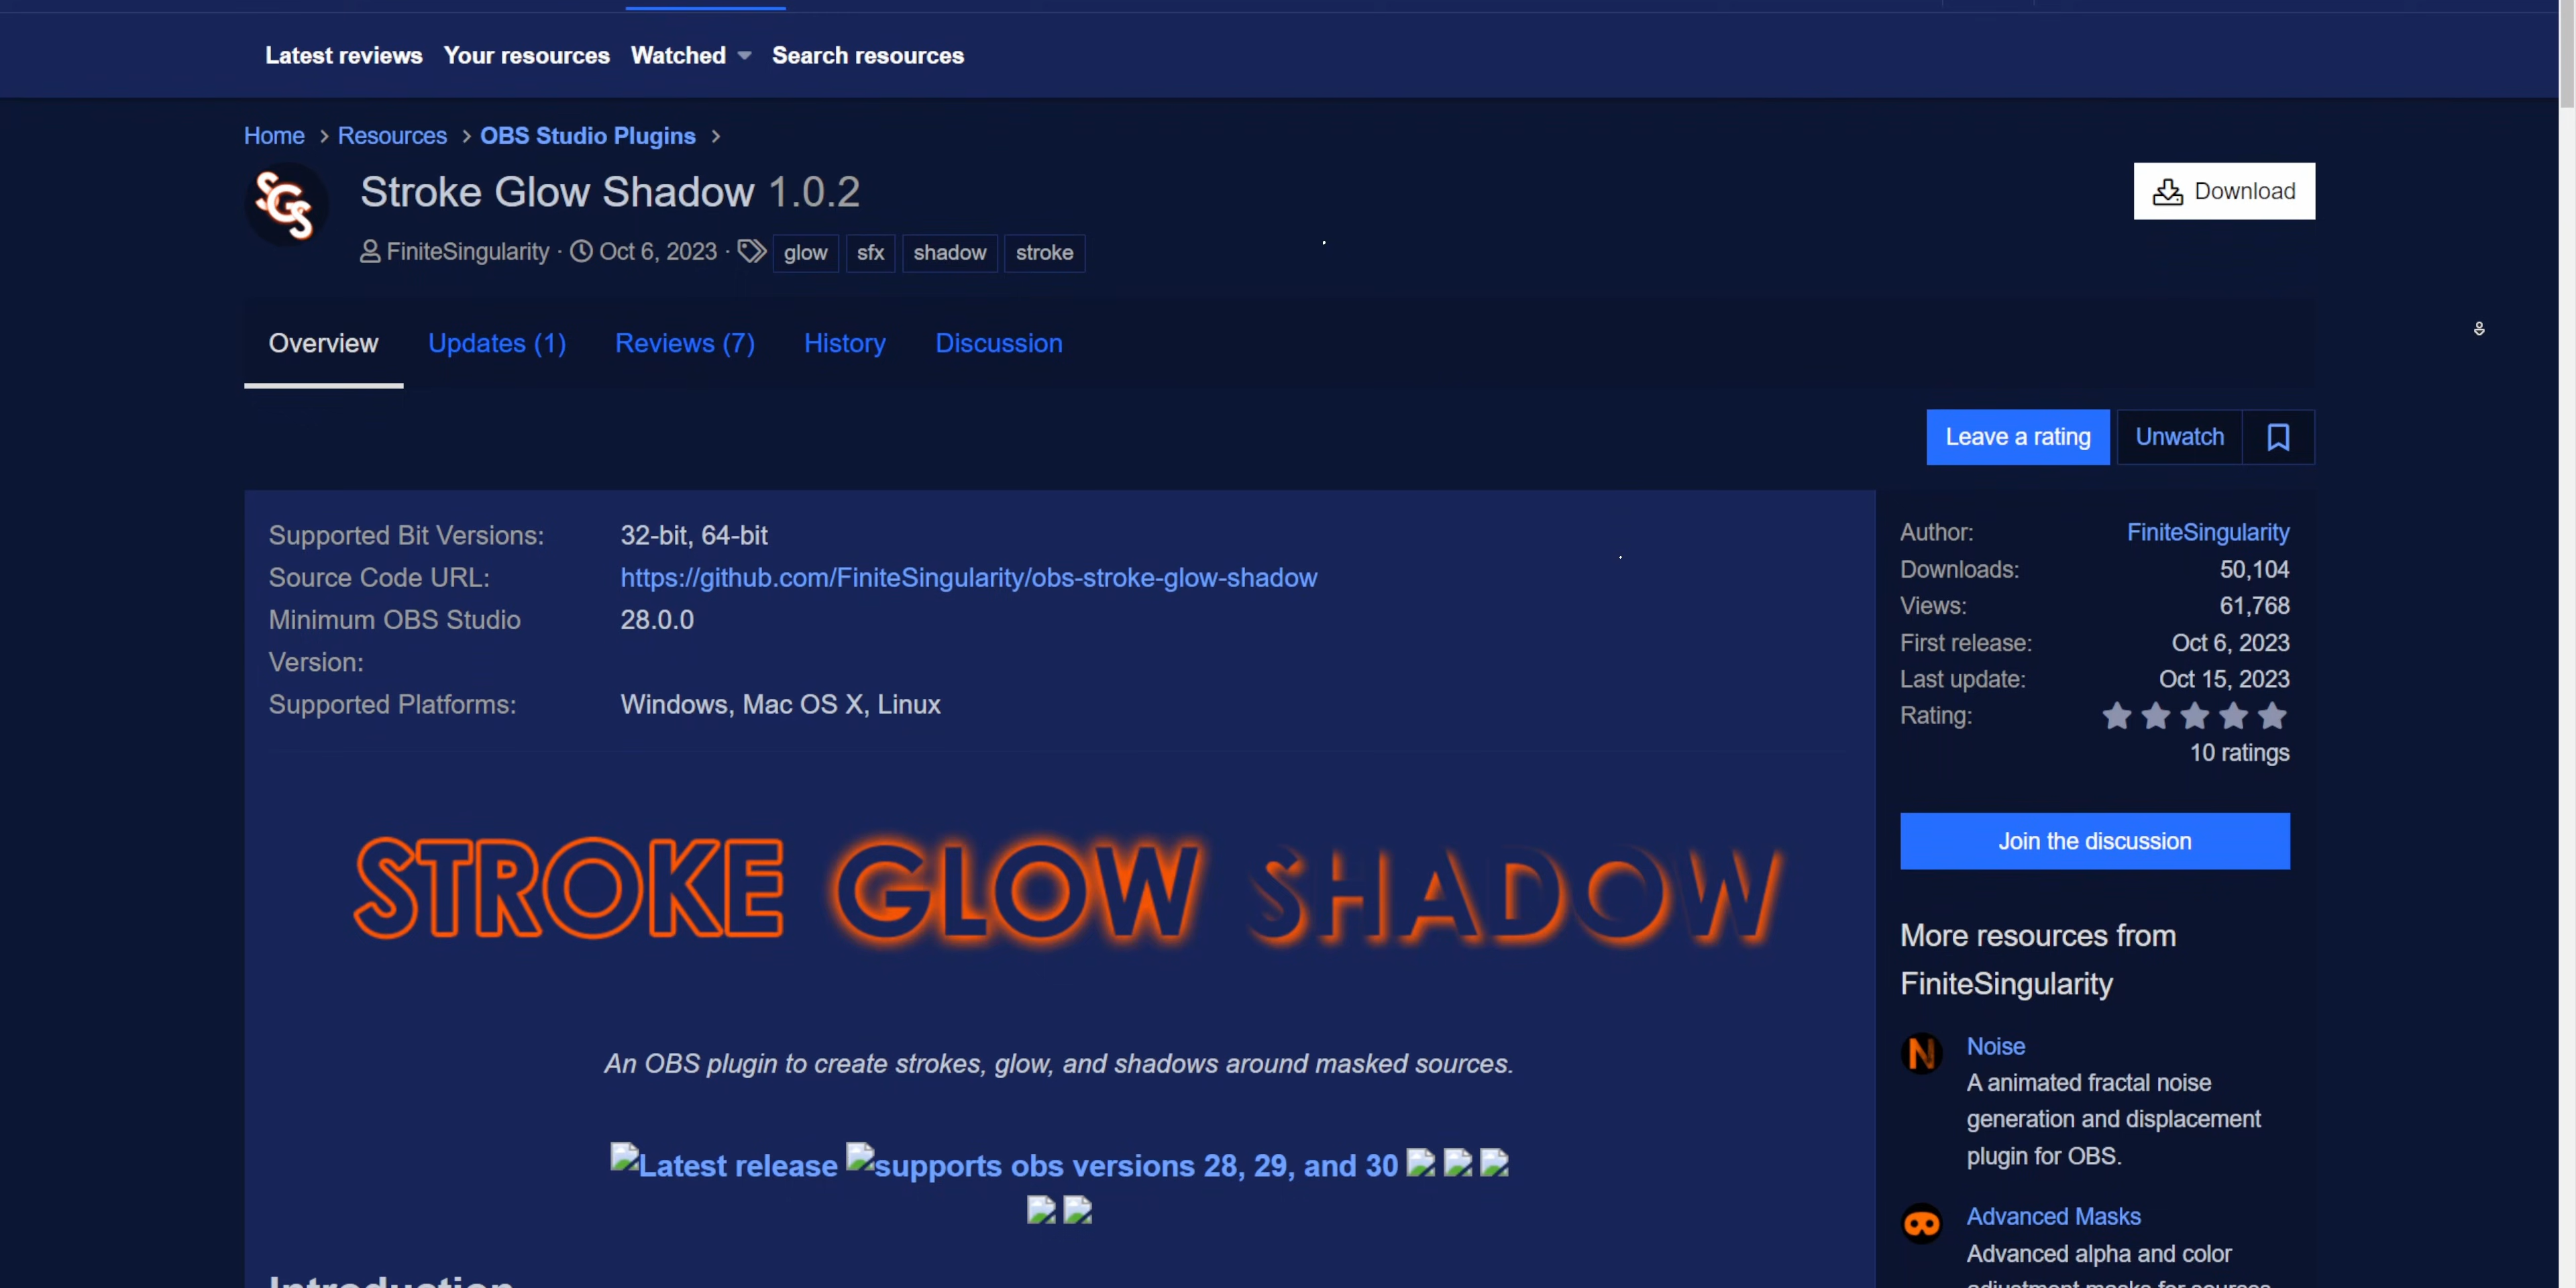 Latest reviews Your resources Watched Search resources
Home > Resources > OBS Studio Plugins >
SGS
Stroke Glow Shadow 1.0.2
Download
FiniteSingularity · Oct 6, 2023 · glow sfx shadow stroke
Overview Updates (1) Reviews (7) History Discussion
Leave a rating Unwatch
Supported Bit Versions: 32-bit, 64-bit
Source Code URL: https://github.com/FiniteSingularity/obs-stroke-glow-shadow
Minimum OBS Studio 28.0.0
Version:
Supported Platforms: Windows, Mac OS X, Linux
STROKE GLOW SHADOW
An OBS plugin to create strokes, glow, and shadows around masked sources.
Latest release supports obs versions 28, 29, and 30
Introduction
Author: FiniteSingularity
Downloads: 50,104
Views: 61,768
First release: Oct 6, 2023
Last update: Oct 15, 2023
Rating:
10 ratings
Join the discussion
More resources from
FiniteSingularity
N
Noise
A animated fractal noise
generation and displacement
plugin for OBS.
Advanced Masks
Advanced alpha and color
adjustment masks for sources